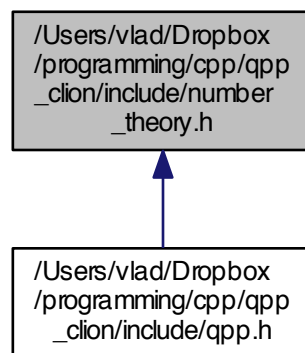 /Users/vlad/Dropbox
/programming/cpp/qpp
_clion/include/number
_theory.h
/Users/vlad/Dropbox
/programming/cpp/qpp
_clion/include/qpp.h